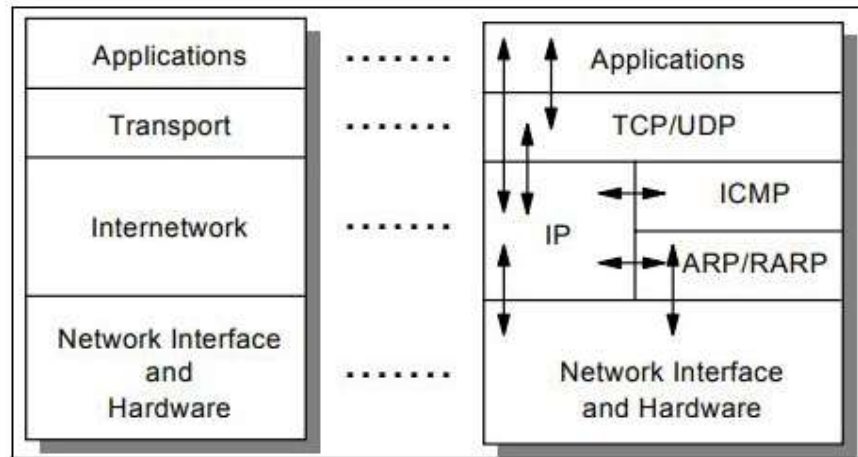 Applications
Transport
Internetwork
Network Interface
and
Hardware
Applications
TCP/UDP
IP
ICMP
ARP/RARP
Network Interface
and Hardware